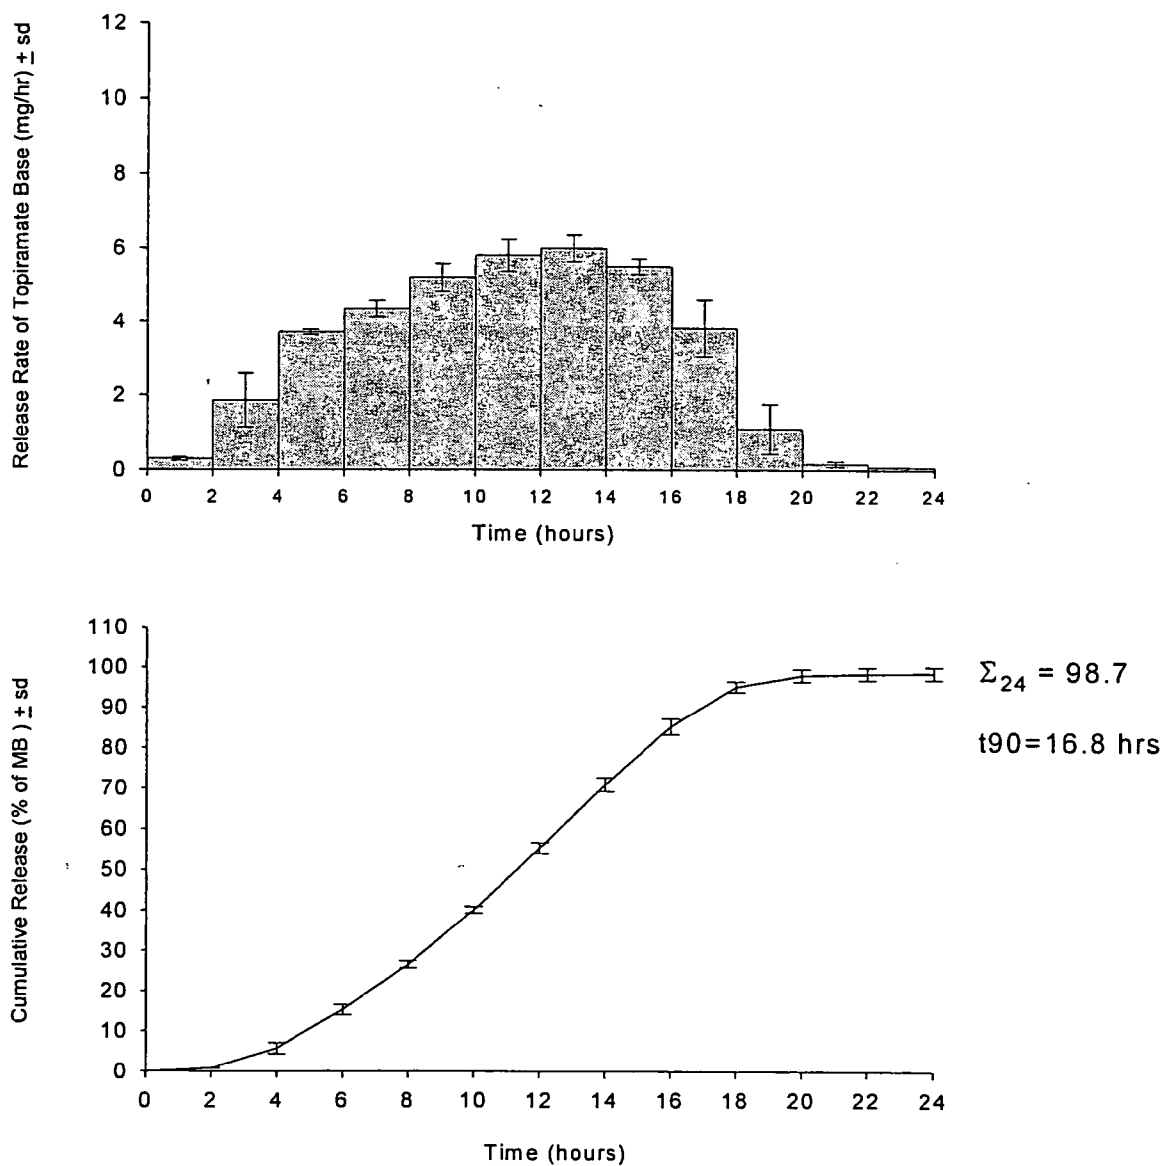 Release Rate of Topiramate Base (mg/hr) ± sd
12
10
8
6
4
2
0
0 2 4 6 8 10 12 14 16 18 20 22 24
Time (hours)
Cumulative Release (% of MB ) ± sd
110
100
90
80
70
60
50
40
30
20
10
0
0 2 4 6 8 10 12 14 16 18 20 22 24
Time (hours)
Σ24 = 98.7
t90=16.8 hrs